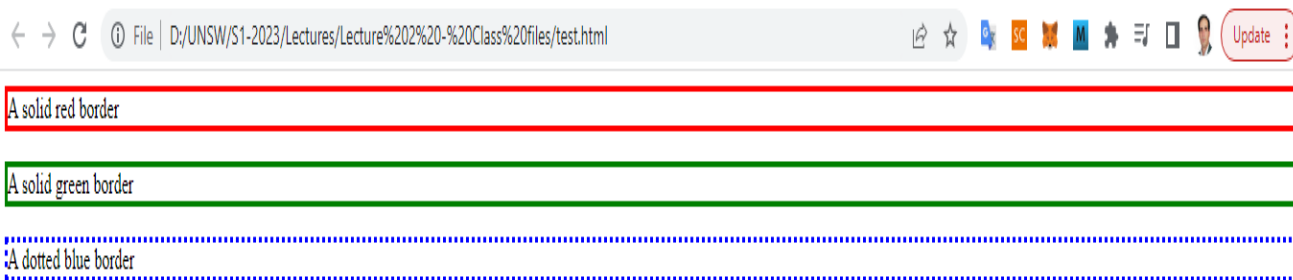 File D:/UNSW/S1-2023/Lectures/Lecture%202%20-%20Class%20files/test.html SC M Update
A solid red border
A solid green border
A dotted blue border